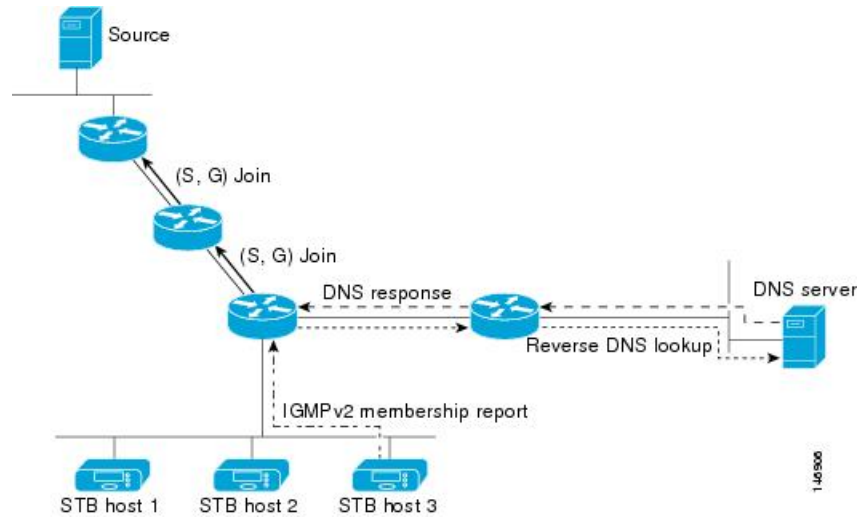 Source
(S, G) Join
(S, G) Join
DNS response
DNS server
Reverse DNS lookup
IGMPv2 membership report
STB host 1
STB host 2
STB host 3
146906